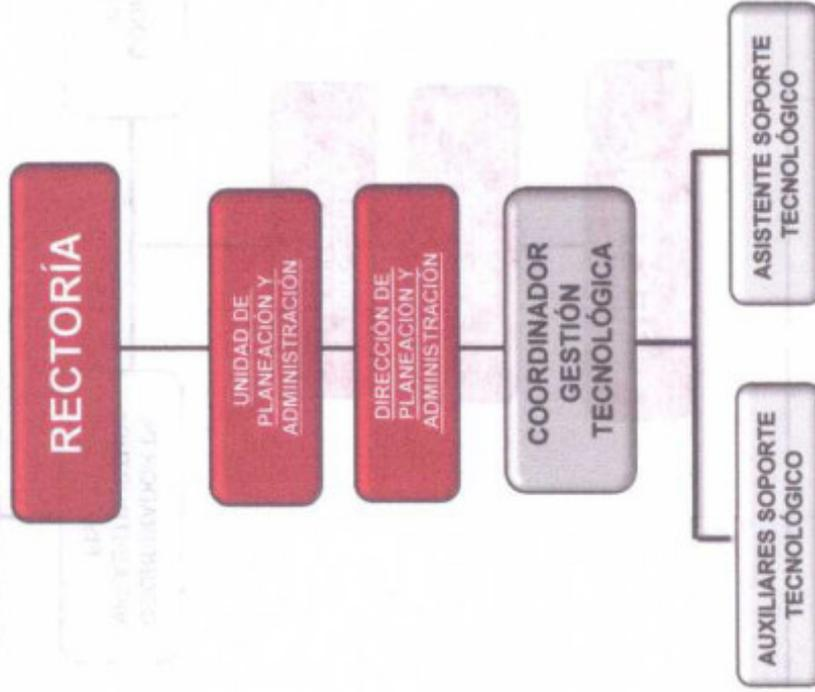 RECTORÍA
UNIDAD DE
PLANEACIÓN Y
ADMINISTRACIÓN
DIRECCIÓN DE
PLANEACIÓN Y
ADMINISTRACIÓN
COORDINADOR
GESTIÓN
TECNOLÓGICA
AUXILIARES SOPORTE
TECNOLÓGICO
ASISTENTE SOPORTE
TECNOLÓGICO